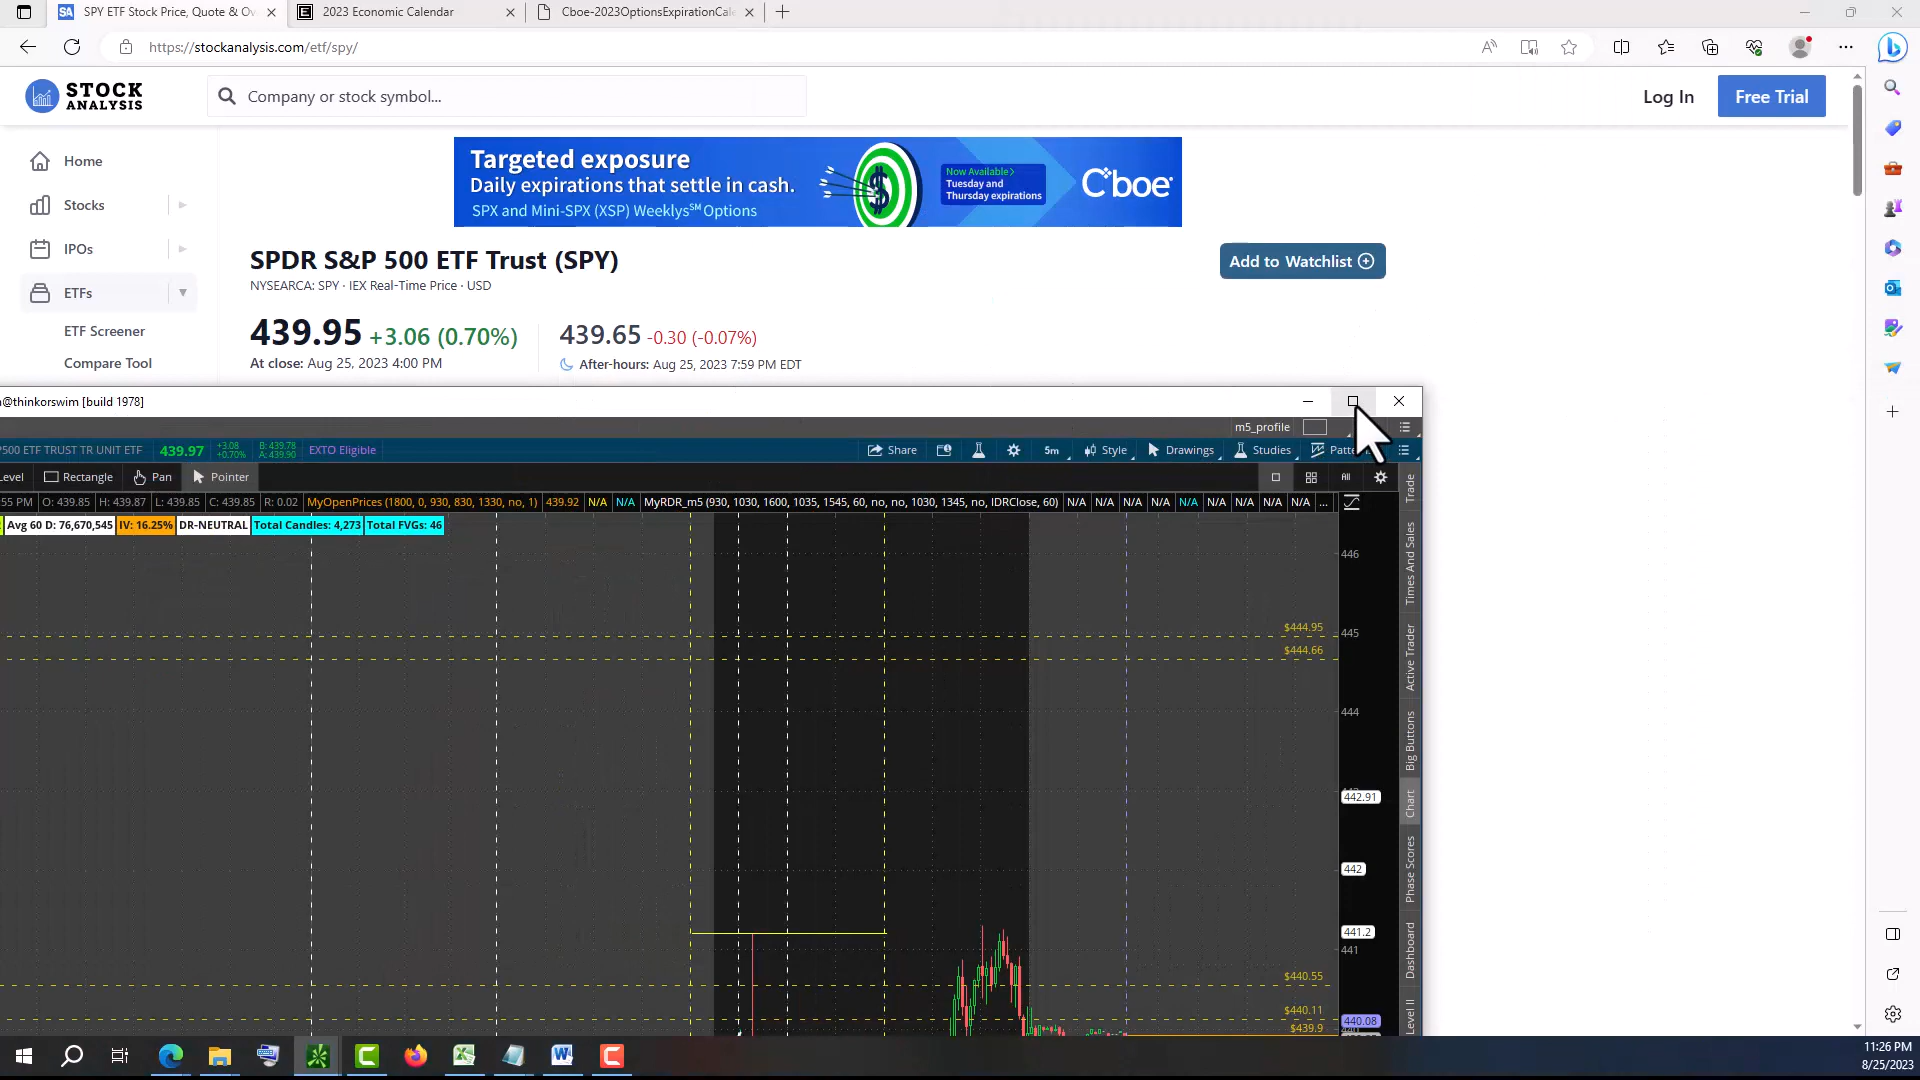 SPY ETF Stock Price, Quote & Ov
2023 Economic Calendar
Cboe-2023OptionsExpirationCal
https://stockanalysis.com/etf/spy/
STOCK
ANALYSIS
Company or stock symbol...
Log In
Free Trial
Home
Stocks
IPOs
ETFs
ETF Screener
Compare Tool
Targeted exposure
Daily expirations that settle in cash.
SPX and Mini-SPX (XSP) Weeklys℠ Options
Now Available>
Tuesday and
Thursday expirations
Cboe
SPDR S&P 500 ETF Trust (SPY)
Add to Watchlist
NYSEARCA: SPY · IEX Real-Time Price · USD
439.95 +3.06 (0.70%)
439.65 -0.30 (-0.07%)
At close: Aug 25, 2023 4:00 PM
After-hours: Aug 25, 2023 7:59 PM EDT
@thinkorswim [build 1978]
m5_profile
P500 ETF TRUST TR UNIT ETF
439.97
+3.08
+0.70%
B: 439.78
A: 439.90
EXTO Eligible
Share
5m
Style
Drawings
Studies
Patte
Level
Rectangle
Pan
Pointer
All
:55 PM O: 439.85 H: 439.87 L: 439.85 C: 439.85 R: 0.02 MyOpenPrices (1800, 0, 930, 830, 1330, no, 1) 439.92 N/A N/A MyRDR_m5 (930, 1030, 1600, 1035, 1545, 60, no, no, 1030, 1345, no, IDRClose, 60) N/A N/A N/A N/A N/A N/A N/A N/A N/A ...
Avg 60 D: 76,670,545 IV: 16.25% DR-NEUTRAL Total Candles: 4,273 Total FVGs: 46
446
$444.95
445
$444.66
444
442.91
442
441.2
441
$440.55
$440.11
440.08
$439.9
Trade
Times And Sales
Active Trader
Big Buttons
Chart
Phase Scores
Dashboard
Level II
11:26 PM
8/25/2023